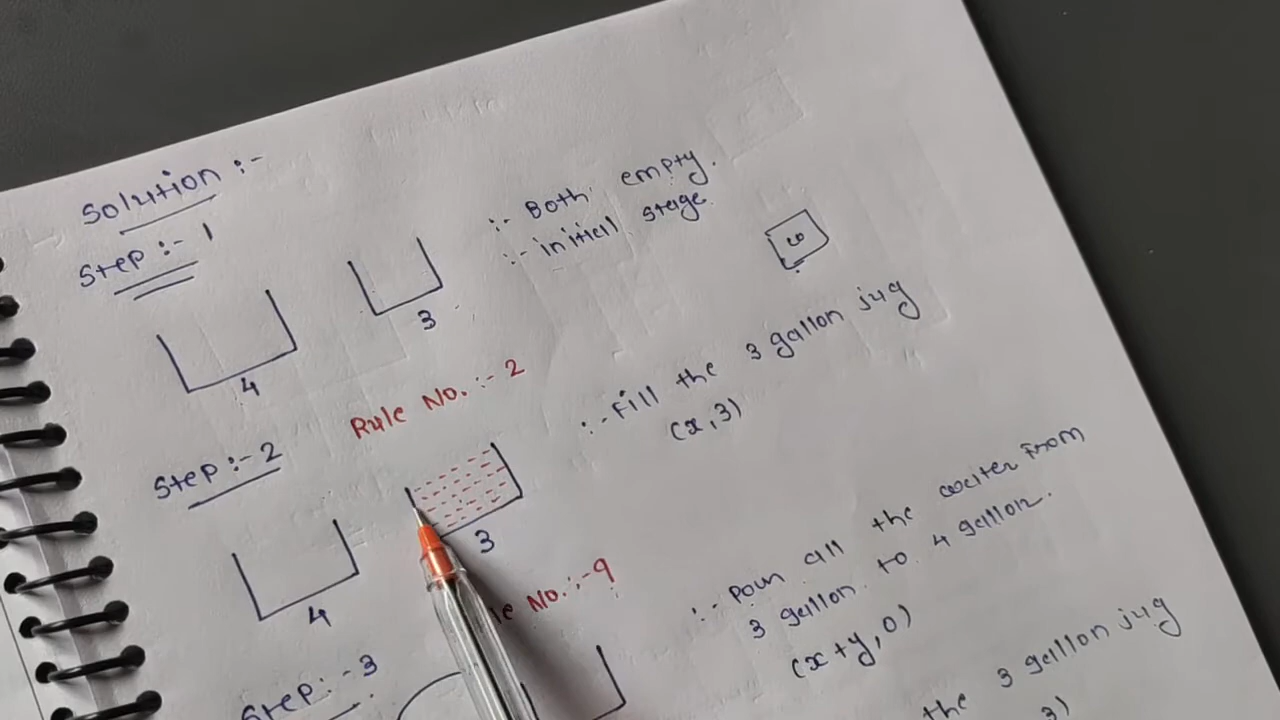 Solution :-
Step :- 1
:- Both empty.
:- initial stage.
4
3
Rule No. :- 2
:- Fill the 3 gallon jug
(x,3)
Step :- 2
4
3
No. :- 9
:- Pour all the water from
3 gallon to 4 gallon.
(x+y,0)
Step :- 3
the 3 gallon jug
3)